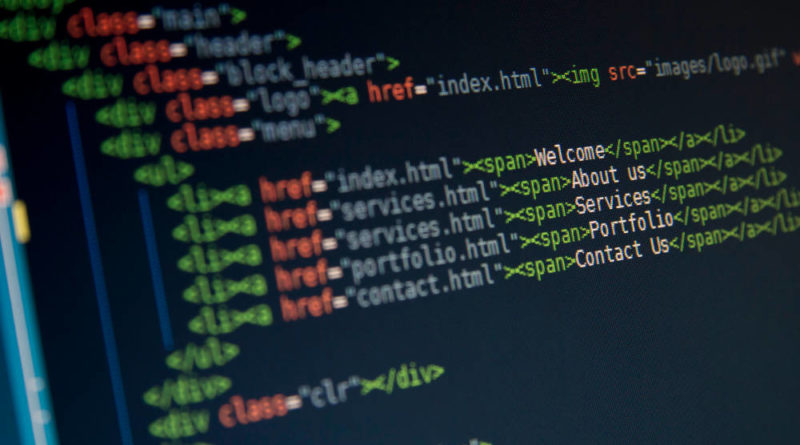 <div class="main">
<div class="header">
<div class="block_header">
<div class="logo"><a href="index.html"><img src="images/logo.gif"
<div class="menu">
<ul>
<li><a href="index.html"><span>Welcome</span></a></li>
<li><a href="services.html"><span>About us</span></a></li>
<li><a href="services.html"><span>Services</span></a></li>
<li><a href="portfolio.html"><span>Portfolio</span></a></li>
<li><a href="contact.html"><span>Contact Us</span></a></li>
</ul>
</div>
<div class="clr"></div>